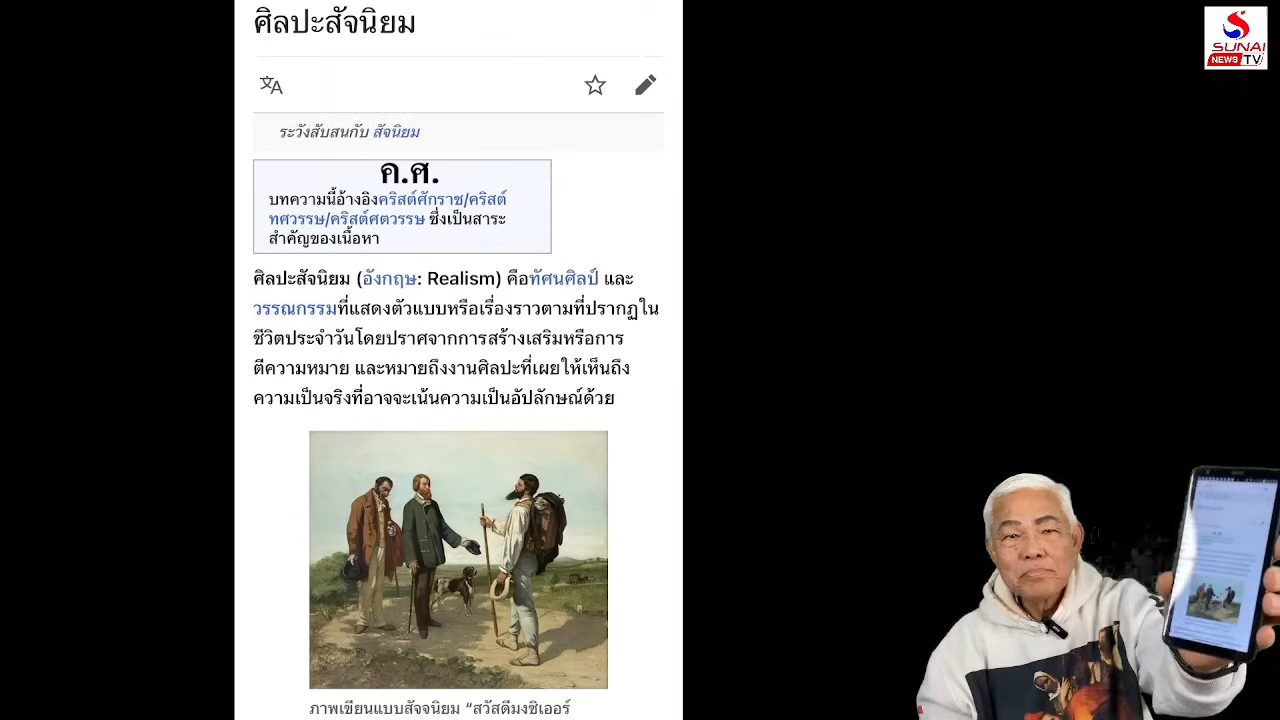 ศิลปะสัจนิยม
SUNAI
NEWS TV
ระวังสับสนกับ สัจนิยม
ค.ศ.
บทความนี้อ้างอิงคริสต์ศักราช/คริสต์
ทศวรรษ/คริสต์ศตวรรษ ซึ่งเป็นสาระ
สำคัญของเนื้อหา
ศิลปะสัจนิยม (อังกฤษ: Realism) คือทัศนศิลป์ และ
วรรณกรรมที่แสดงตัวแบบหรือเรื่องราวตามที่ปรากฏใน
ชีวิตประจำวันโดยปราศจากการสร้างเสริมหรือการ
ตีความหมาย และหมายถึงงานศิลปะที่เผยให้เห็นถึง
ความเป็นจริงที่อาจจะเน้นความเป็นอัปลักษณ์ด้วย
ภาพเขียนแบบสัจจนิยม “สวัสดีมงซิเออร์